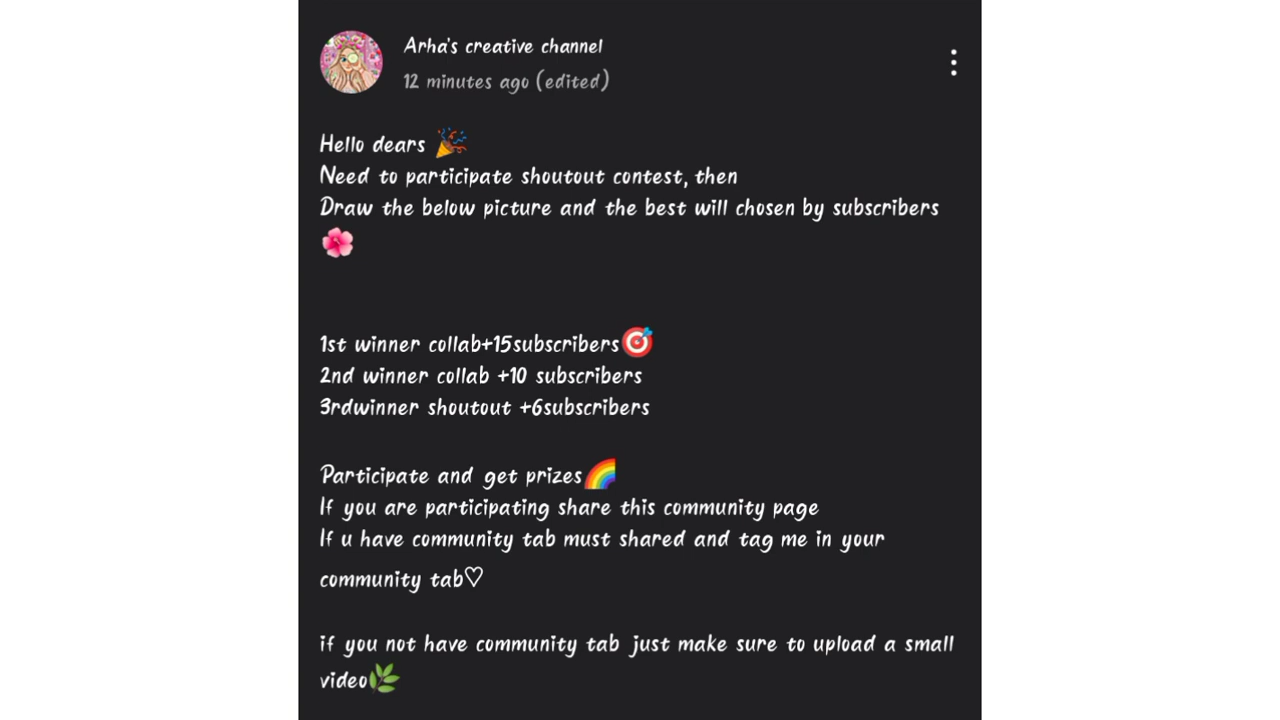 Arha's creative channel
12 minutes ago (edited)
Hello dears 🎉
Need to participate shoutout contest, then
Draw the below picture and the best will chosen by subscribers
🌺
1st winner collab+15subscribers🎯
2nd winner collab +10 subscribers
3rdwinner shoutout +6subscribers
Participate and get prizes🌈
If you are participating share this community page
If u have community tab must shared and tag me in your
community tab♡
if you not have community tab just make sure to upload a small
video🌿